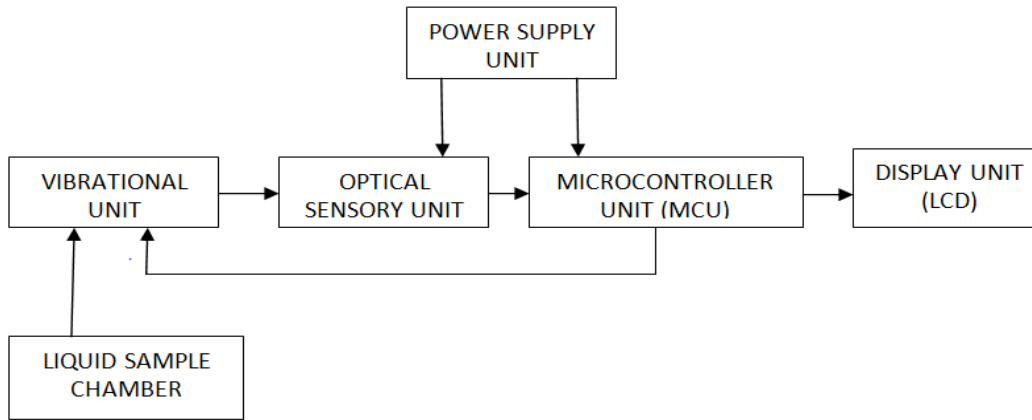 POWER SUPPLY
UNIT
VIBRATIONAL
UNIT
OPTICAL
SENSORY UNIT
MICROCONTROLLER
UNIT (MCU)
DISPLAY UNIT
(LCD)
LIQUID SAMPLE
CHAMBER